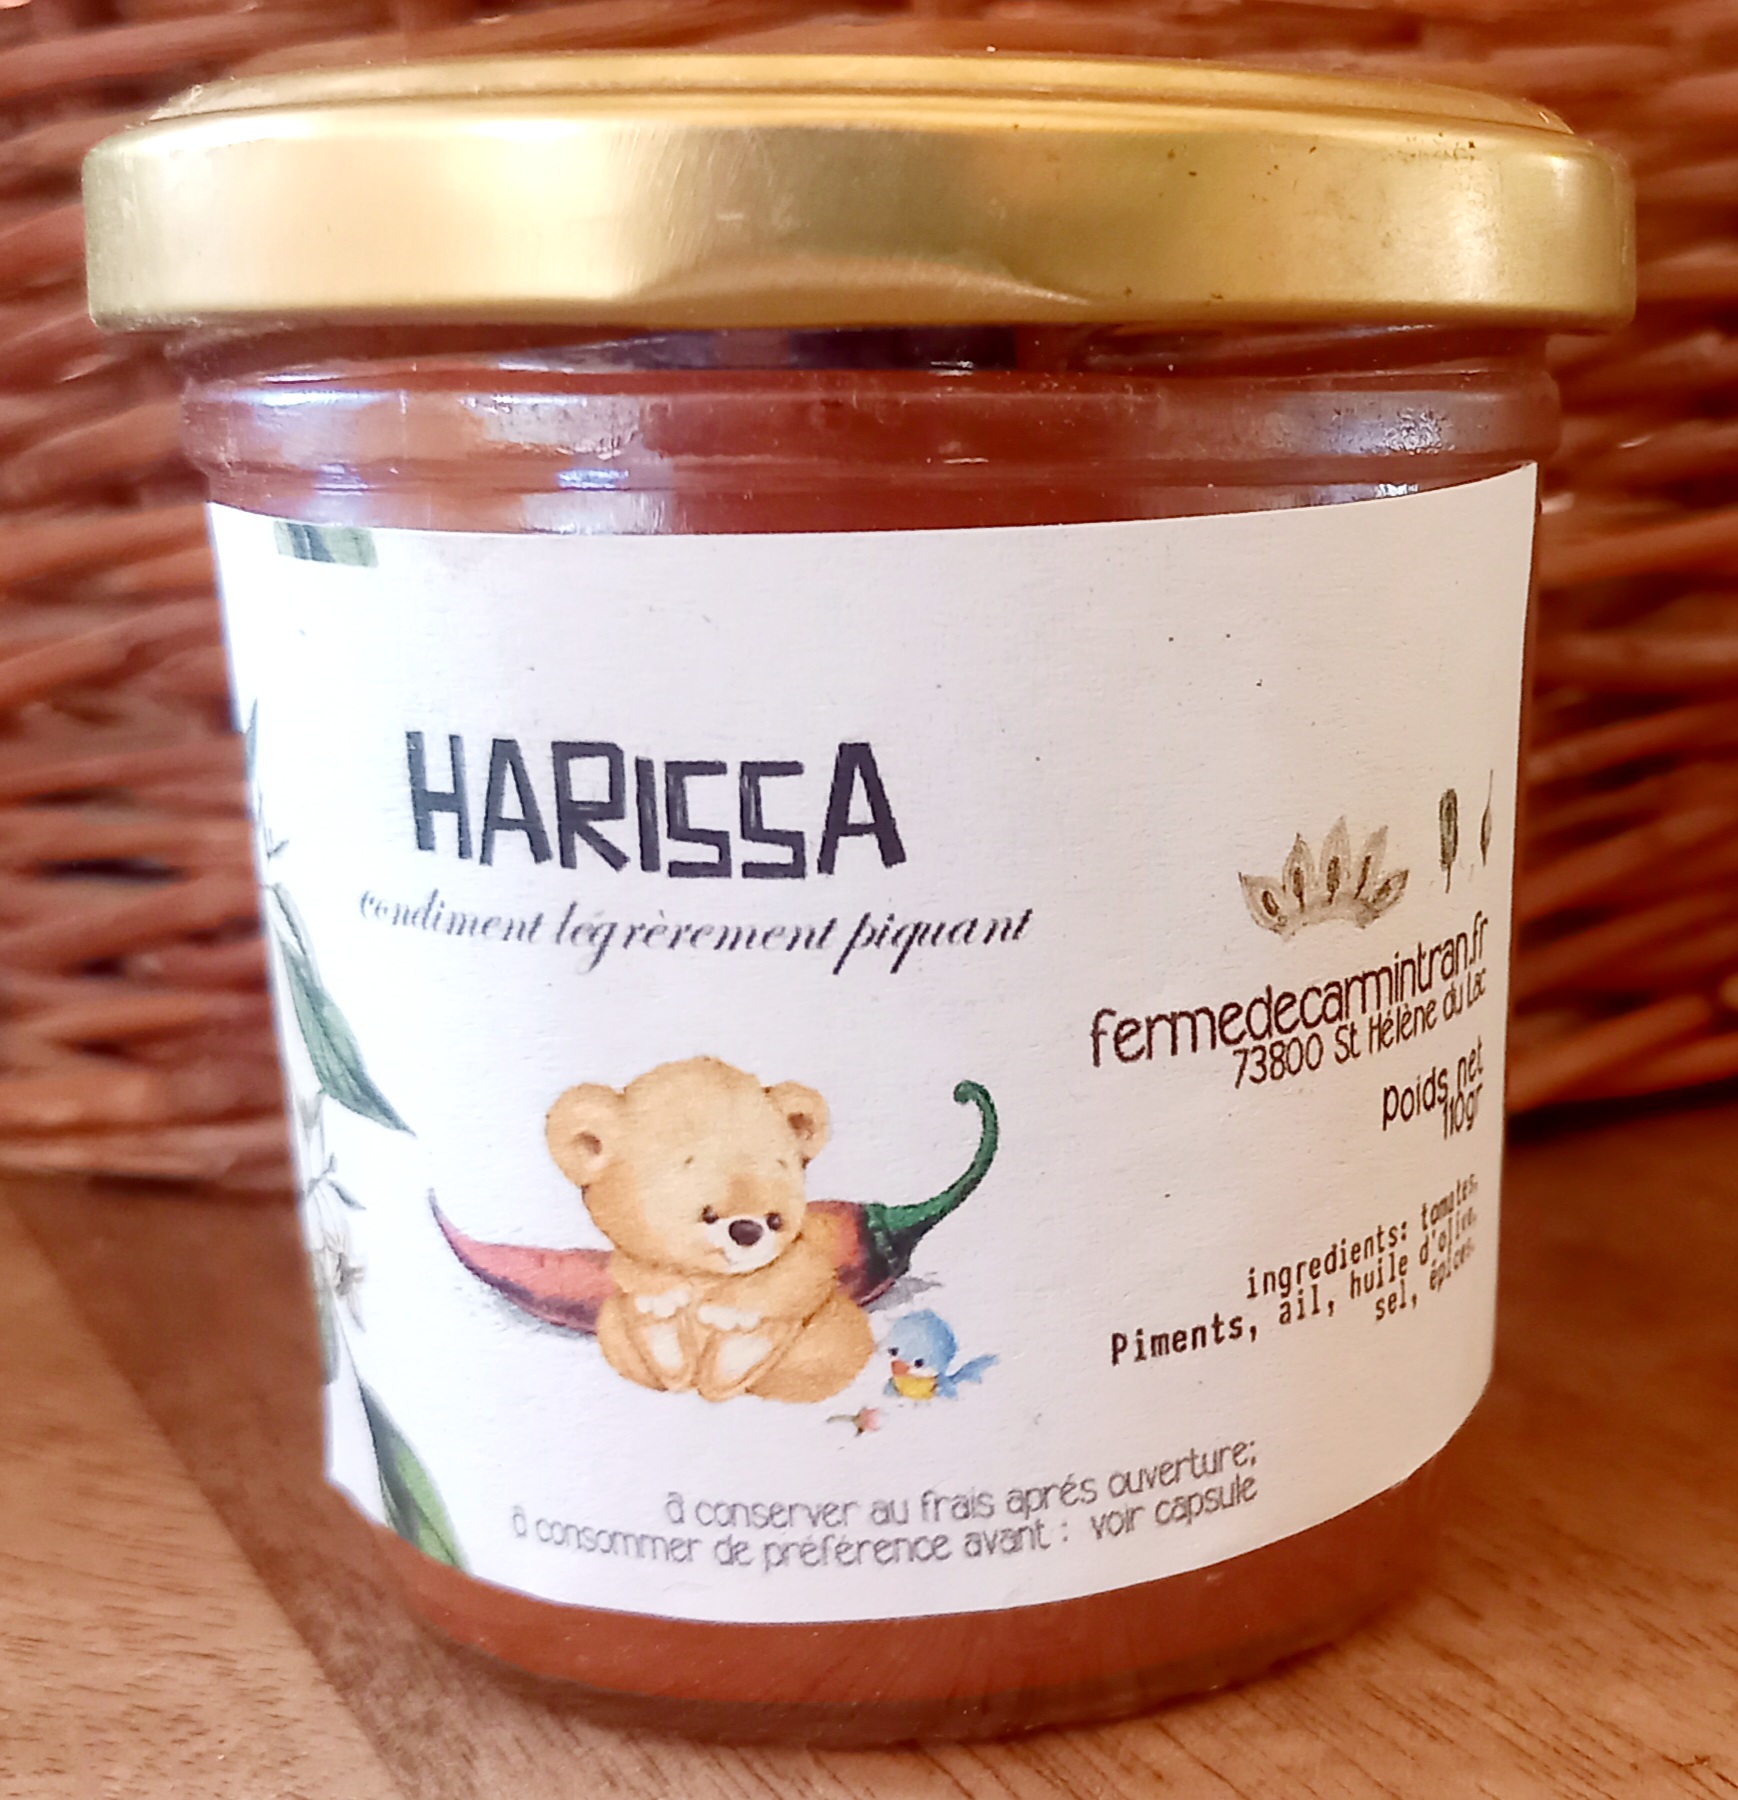 HARISSA
condiment légrèrement piquant
fermedecarmintran.fr
73800 St Hélène du Lac
poids net
110gr
ingredients: tomates,
Piments, ail, huile d'olive,
sel, épices.
à conserver au frais aprés ouverture;
à consommer de préférence avant : voir capsule